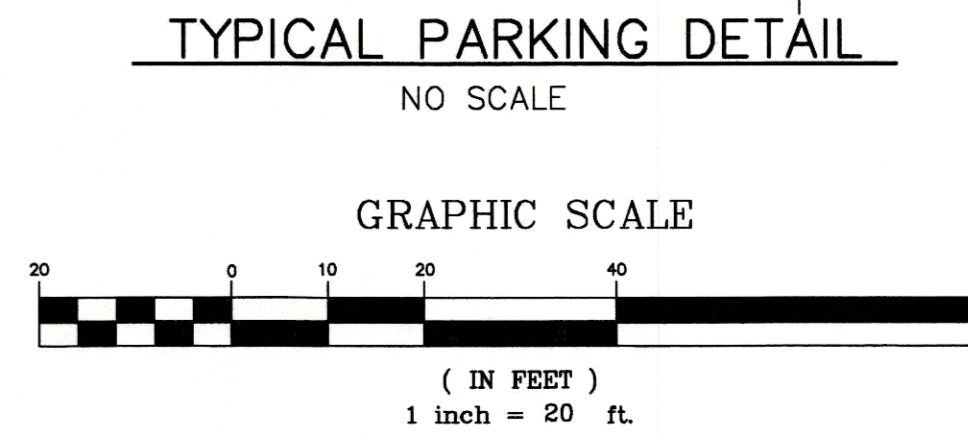 TYPICAL PARKING DETAIL
NO SCALE
GRAPHIC SCALE
20 0 10 20 40
( IN FEET )
1 inch = 20 ft.